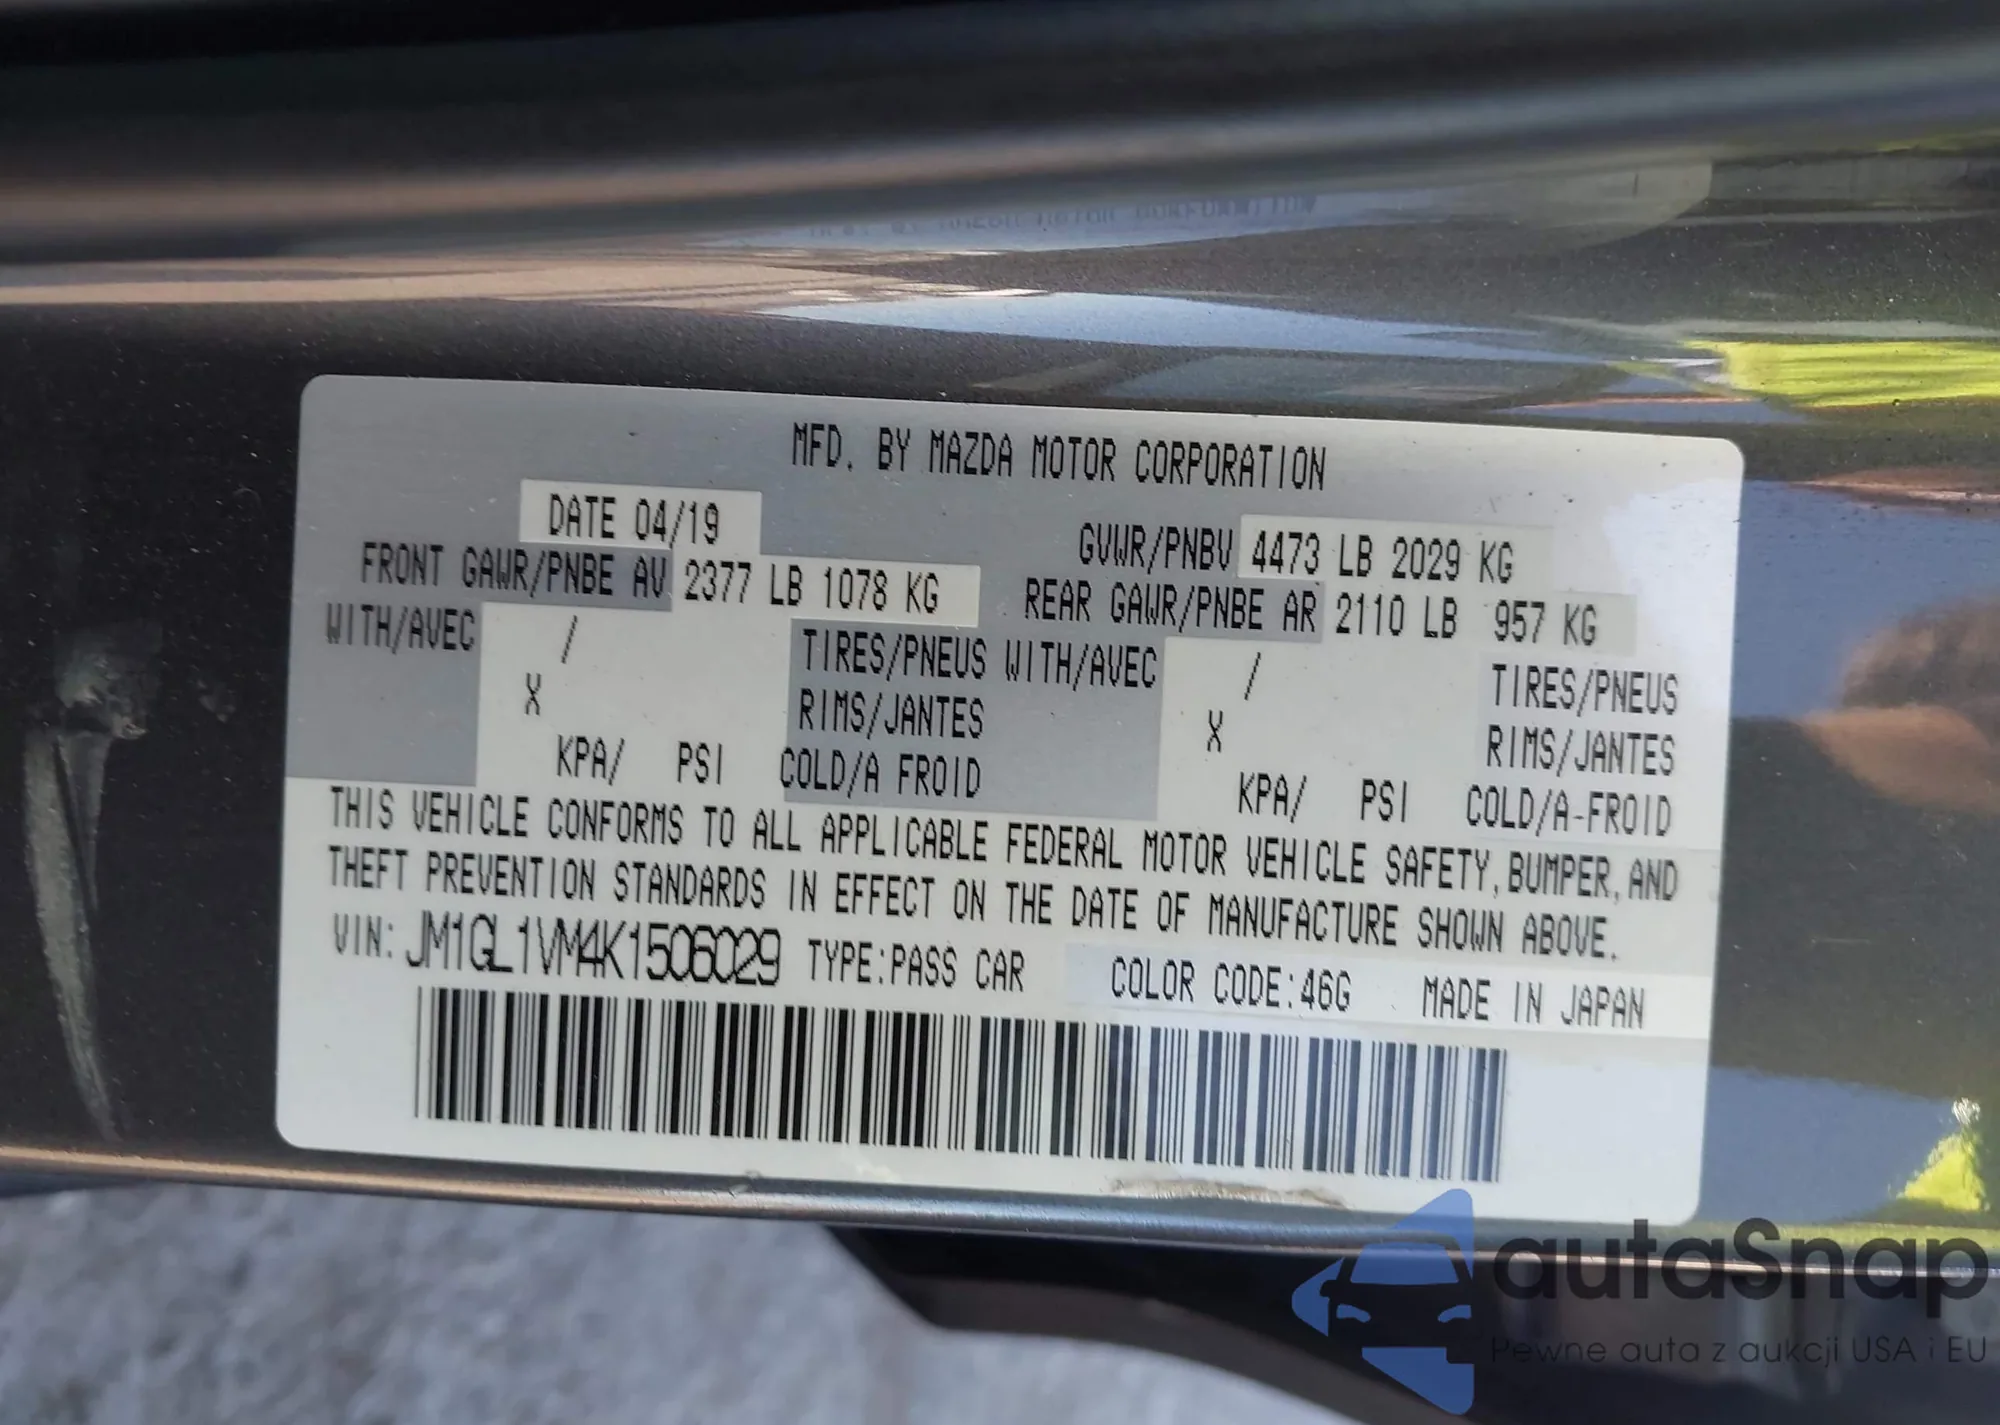 MFD. BY MAZDA MOTOR CORPORATION
DATE 04/19
GVWR/PNBV 4473 LB 2029 KG
FRONT GAWR/PNBE AV 2377 LB 1078 KG
REAR GAWR/PNBE AR 2110 LB 957 KG
WITH/AVEC / TIRES/PNEUS WITH/AVEC / TIRES/PNEUS
X RIMS/JANTES X RIMS/JANTES
KPA/ PSI COLD/A FROID KPA/ PSI COLD/A-FROID
THIS VEHICLE CONFORMS TO ALL APPLICABLE FEDERAL MOTOR VEHICLE SAFETY, BUMPER, AND
THEFT PREVENTION STANDARDS IN EFFECT ON THE DATE OF MANUFACTURE SHOWN ABOVE.
VIN: JM1GL1VM4K1506029 TYPE:PASS CAR COLOR CODE:46G MADE IN JAPAN
autaSnap
Pewne auta z aukcji USA i EU